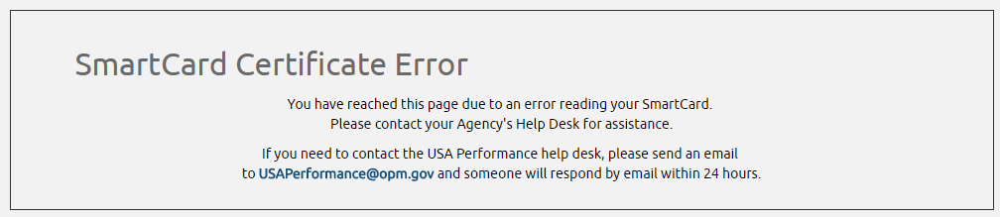 SmartCard Certificate Error
You have reached this page due to an error reading your SmartCard.
Please contact your Agency's Help Desk for assistance.
If you need to contact the USA Performance help desk, please send an email
to USAPerformance@opm.gov and someone will respond by email within 24 hours.